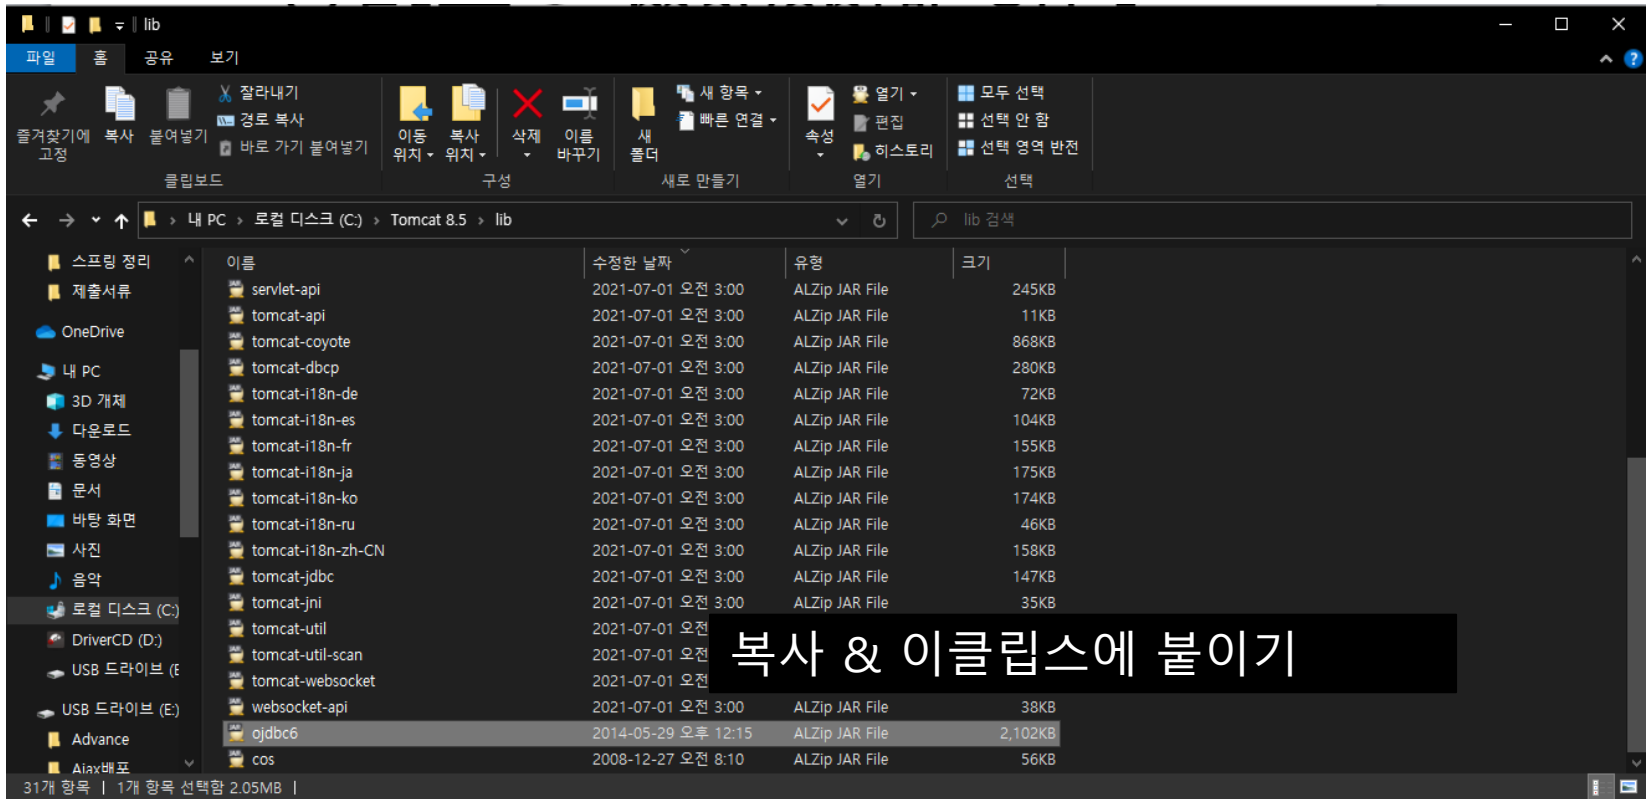 lib
파일 홈 공유 보기
즐겨찾기에 고정
복사
붙여넣기
잘라내기
경로 복사
바로 가기 붙여넣기
클립보드
이동 위치
복사 위치
삭제
이름 바꾸기
구성
새 폴더
새 항목
빠른 연결
새로 만들기
속성
열기
편집
히스토리
열기
모두 선택
선택 안 함
선택 영역 반전
선택
내 PC > 로컬 디스크 (C:) > Tomcat 8.5 > lib
lib 검색
스프링 정리
제출서류
OneDrive
내 PC
3D 개체
다운로드
동영상
문서
바탕 화면
사진
음악
로컬 디스크 (C:)
DriverCD (D:)
USB 드라이브 (E
USB 드라이브 (E:)
Advance
Ajax배포
이름 수정한 날짜 유형 크기
servlet-api 2021-07-01 오전 3:00 ALZip JAR File 245KB
tomcat-api 2021-07-01 오전 3:00 ALZip JAR File 11KB
tomcat-coyote 2021-07-01 오전 3:00 ALZip JAR File 868KB
tomcat-dbcp 2021-07-01 오전 3:00 ALZip JAR File 280KB
tomcat-i18n-de 2021-07-01 오전 3:00 ALZip JAR File 72KB
tomcat-i18n-es 2021-07-01 오전 3:00 ALZip JAR File 104KB
tomcat-i18n-fr 2021-07-01 오전 3:00 ALZip JAR File 155KB
tomcat-i18n-ja 2021-07-01 오전 3:00 ALZip JAR File 175KB
tomcat-i18n-ko 2021-07-01 오전 3:00 ALZip JAR File 174KB
tomcat-i18n-ru 2021-07-01 오전 3:00 ALZip JAR File 46KB
tomcat-i18n-zh-CN 2021-07-01 오전 3:00 ALZip JAR File 158KB
tomcat-jdbc 2021-07-01 오전 3:00 ALZip JAR File 147KB
tomcat-jni 2021-07-01 오전 3:00 ALZip JAR File 35KB
tomcat-util 2021-07-01 오전
tomcat-util-scan 2021-07-01 오전
tomcat-websocket 2021-07-01 오전
복사 & 이클립스에 붙이기
websocket-api 2021-07-01 오전 3:00 ALZip JAR File 38KB
ojdbc6 2014-05-29 오후 12:15 ALZip JAR File 2,102KB
cos 2008-12-27 오전 8:10 ALZip JAR File 56KB
31개 항목 | 1개 항목 선택함 2.05MB |